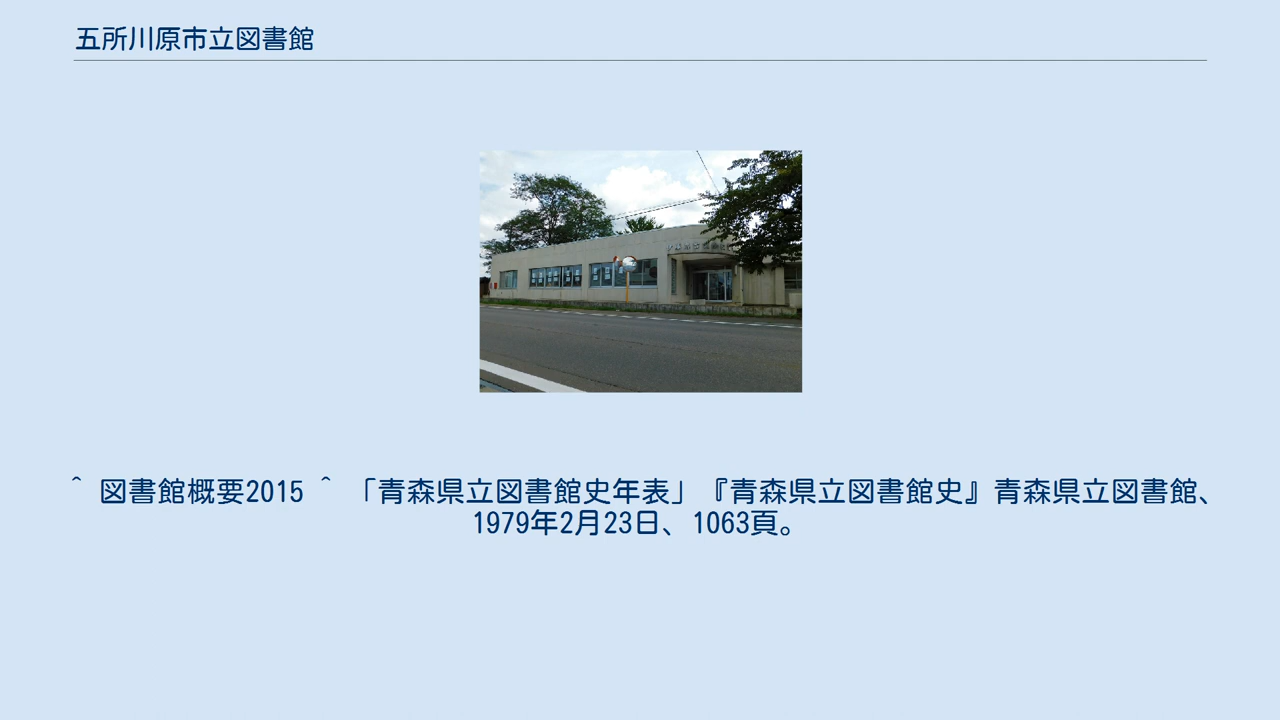 五所川原市立図書館
^ 図書館概要2015 ^ 「青森県立図書館史年表」『青森県立図書館史』青森県立図書館、
1979年2月23日、1063頁。